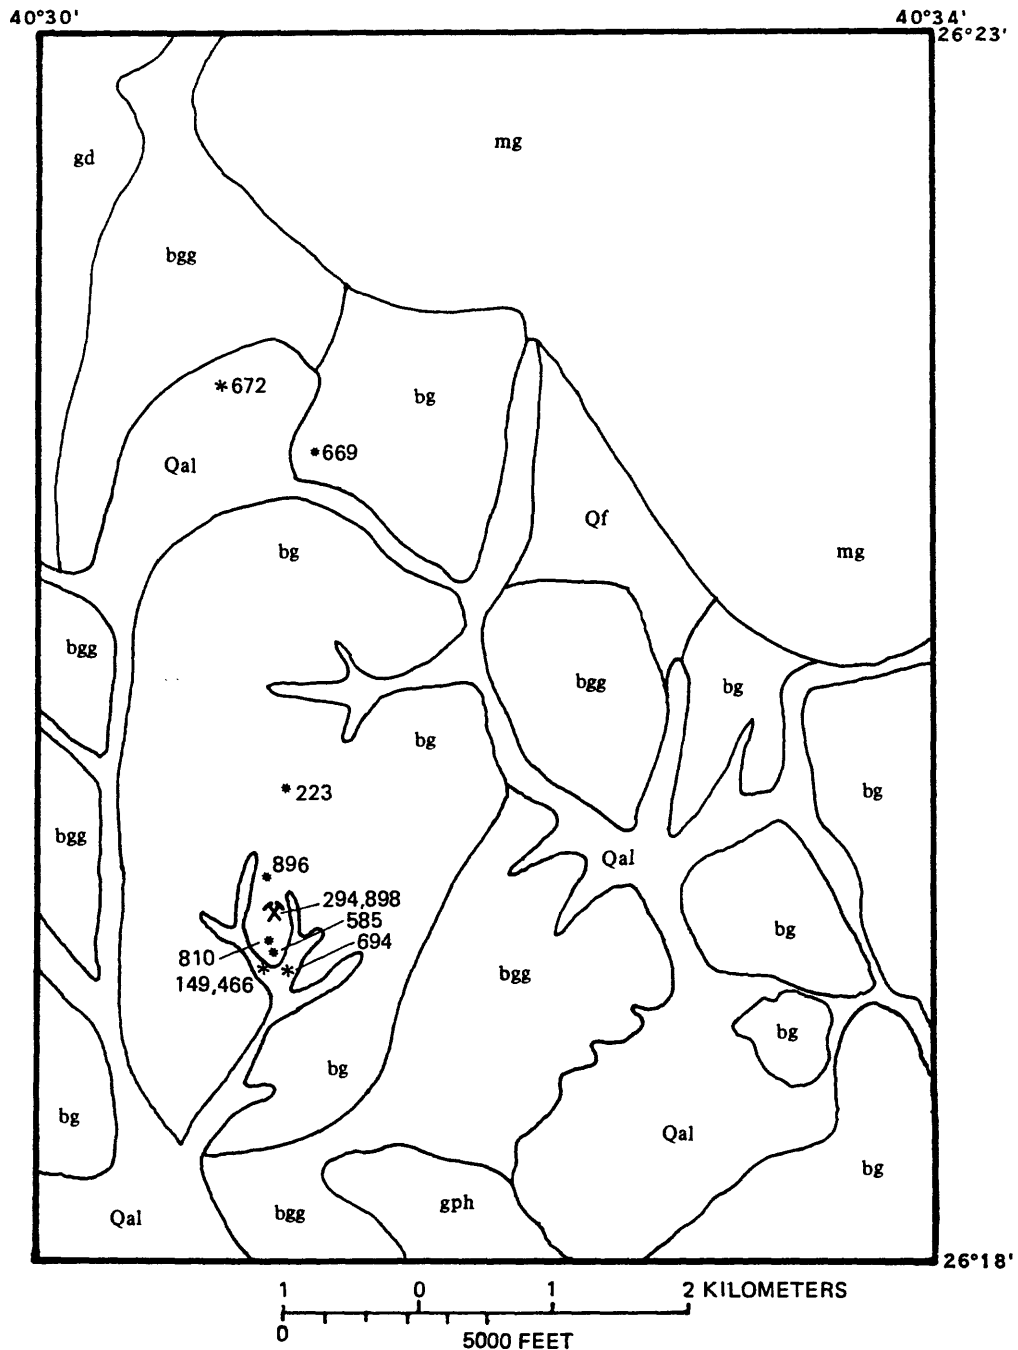 40°30'
40°34'
26°23'
mg
gd
bgg
*672
bg
*669
Qal
Qf
bg
mg
bgg
bgg
bg
bg
*223
bg
bgg
Qal
896
294,898
585
bg
694
810
bgg
149,466
bg
bg
bg
Qal
bg
gph
bgg
Qal
26°18'
1 0 1 2 KILOMETERS
0 5000 FEET